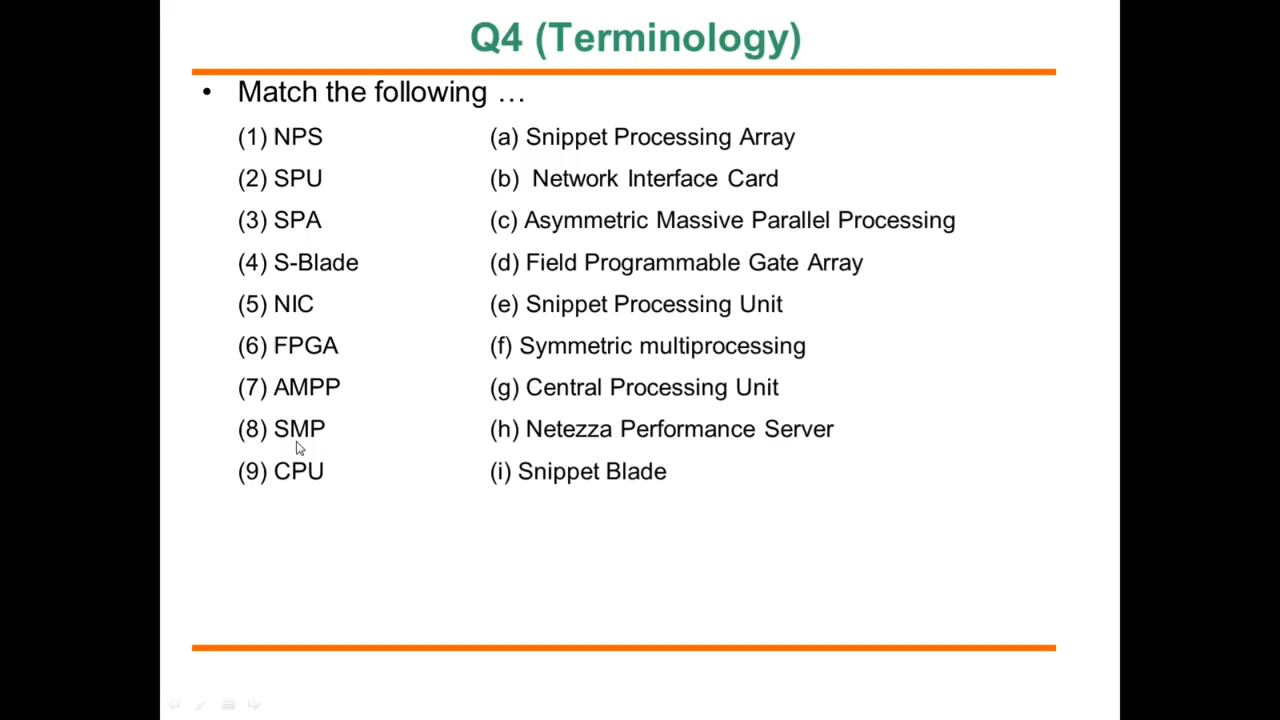 Q4 (Terminology)
• Match the following …
(1) NPS (a) Snippet Processing Array
(2) SPU (b) Network Interface Card
(3) SPA (c) Asymmetric Massive Parallel Processing
(4) S-Blade (d) Field Programmable Gate Array
(5) NIC (e) Snippet Processing Unit
(6) FPGA (f) Symmetric multiprocessing
(7) AMPP (g) Central Processing Unit
(8) SMP (h) Netezza Performance Server
(9) CPU (i) Snippet Blade